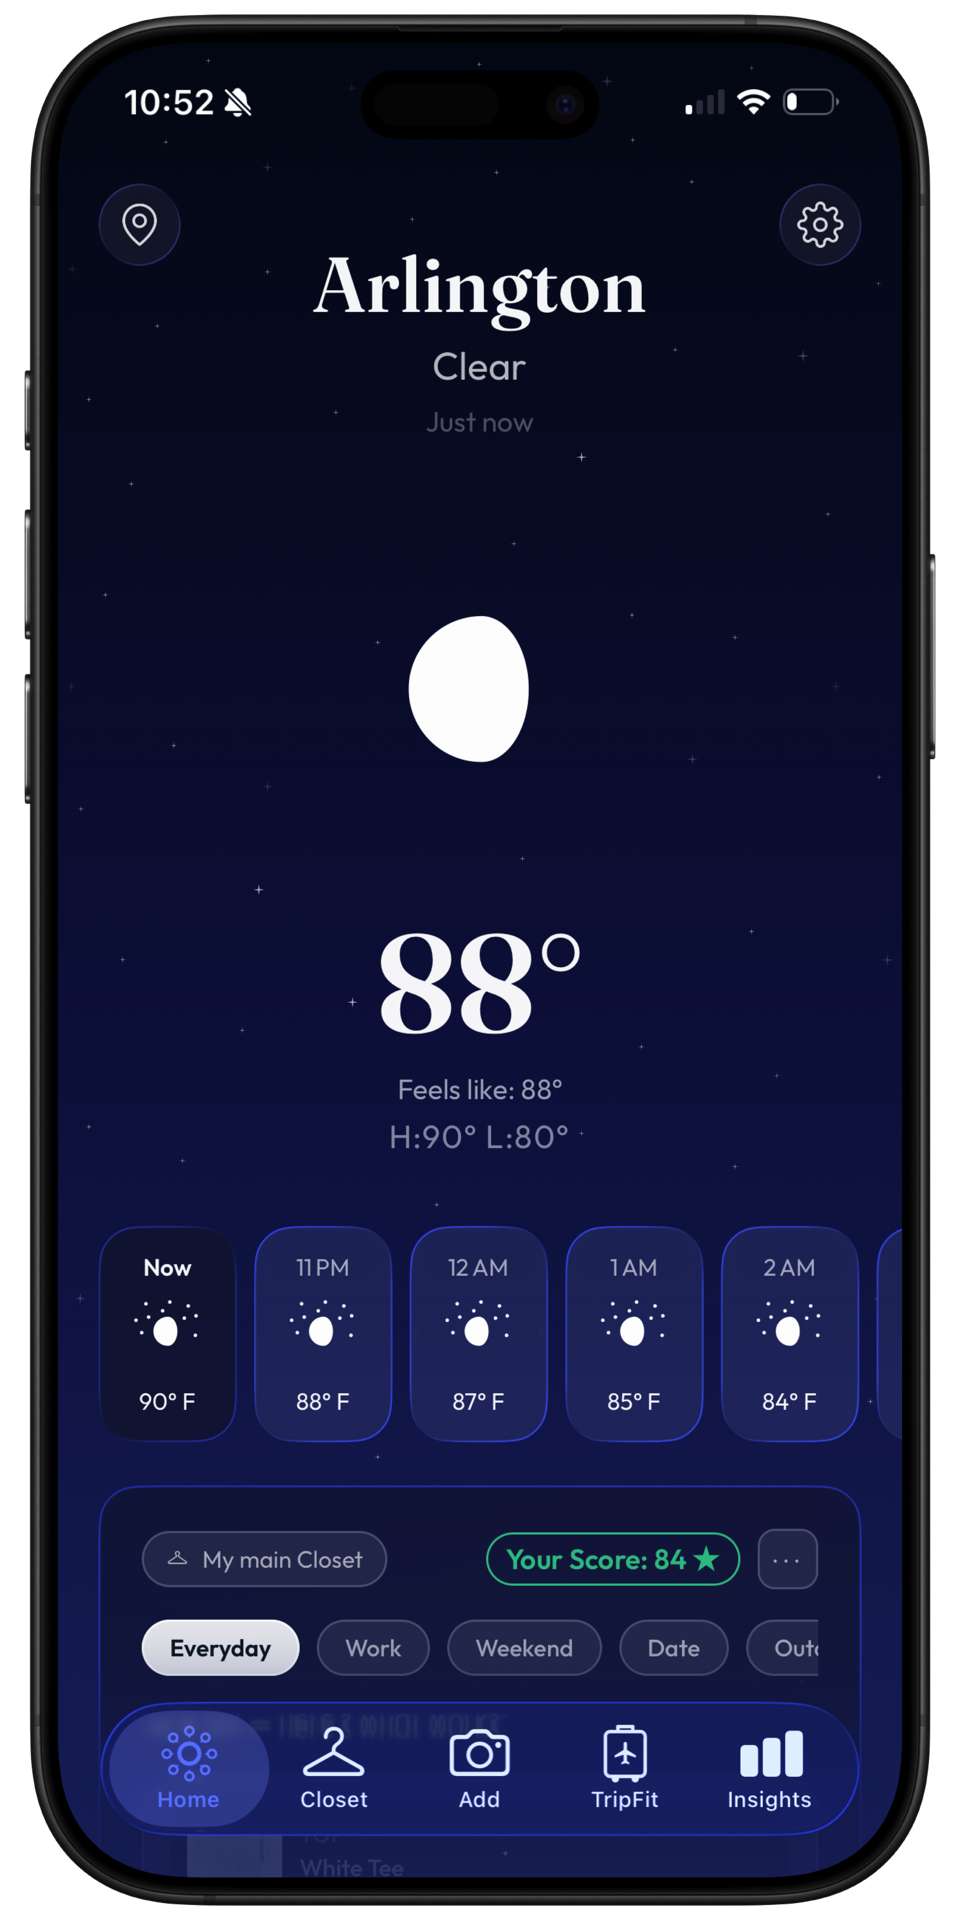 10:52
Arlington
Clear
Just now
88°
Feels like: 88°
H:90° L:80°
Now 11 PM 12 AM 1 AM 2 AM
90° F 88° F 87° F 85° F 84° F
My main Closet Your Score: 84 ★ ...
Everyday Work Weekend Date
Home Closet Add TripFit Insights
TOP
White Tee